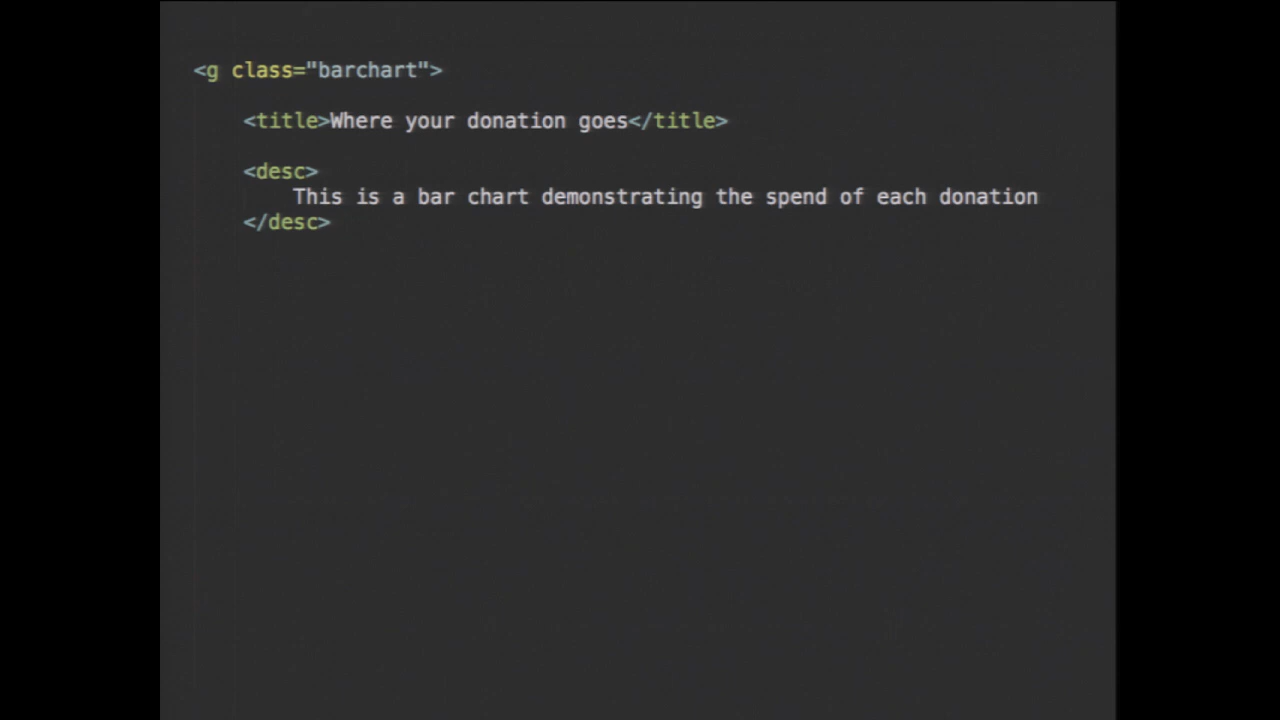 <g class="barchart">
<title>Where your donation goes</title>
<desc>
This is a bar chart demonstrating the spend of each donation
</desc>